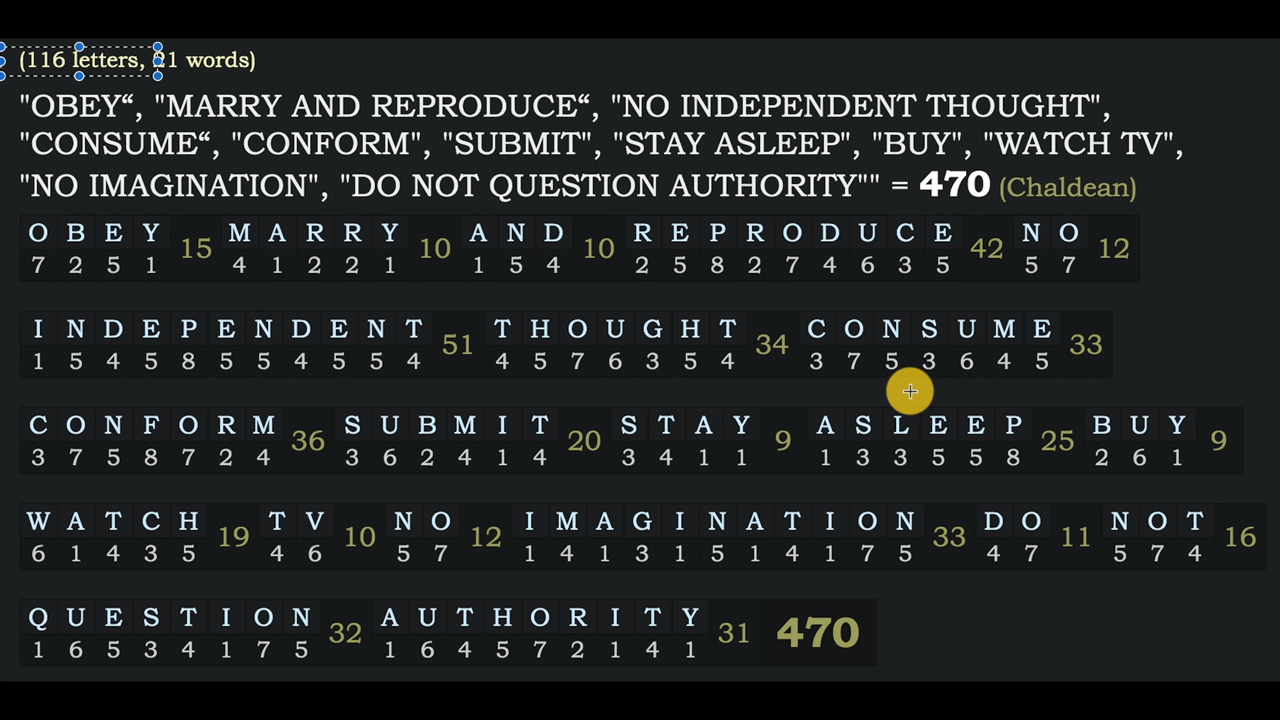 (116 letters, 21 words)
"OBEY“, "MARRY AND REPRODUCE“, "NO INDEPENDENT THOUGHT",
"CONSUME“, "CONFORM", "SUBMIT", "STAY ASLEEP", "BUY", "WATCH TV",
"NO IMAGINATION", "DO NOT QUESTION AUTHORITY"" = 470 (Chaldean)
O B E Y 15 M A R R Y 10 A N D 10 R E P R O D U C E 42 N O 12
7 2 5 1 4 1 2 2 1 1 5 4 2 5 8 2 7 4 6 3 5 5 7
I N D E P E N D E N T 51 T H O U G H T 34 C O N S U M E 33
1 5 4 5 8 5 5 4 5 5 4 4 5 7 6 3 5 4 3 7 5 3 6 4 5
C O N F O R M 36 S U B M I T 20 S T A Y 9 A S L E E P 25 B U Y 9
3 7 5 8 7 2 4 3 6 2 4 1 4 3 4 1 1 1 3 3 5 5 8 2 6 1
W A T C H 19 T V 10 N O 12 I M A G I N A T I O N 33 D O 11 N O T 16
6 1 4 3 5 4 6 5 7 1 4 1 3 1 5 1 4 1 7 5 4 7 5 7 4
Q U E S T I O N 32 A U T H O R I T Y 31 470
1 6 5 3 4 1 7 5 1 6 4 5 7 2 1 4 1